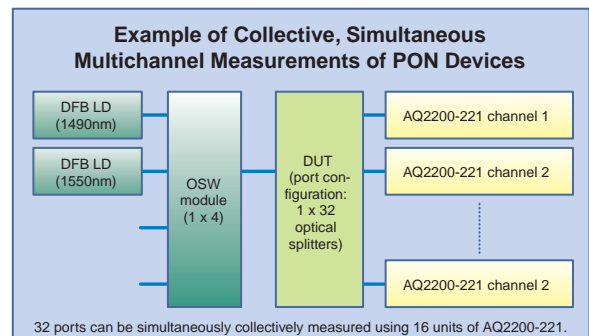 Example of Collective, Simultaneous
Multichannel Measurements of PON Devices
DFB LD
(1490nm)
DFB LD
(1550nm)
OSW
module
(1 x 4)
DUT
(port con-
figuration:
1 x 32
optical
splitters)
AQ2200-221 channel 1
AQ2200-221 channel 2
AQ2200-221 channel 2
32 ports can be simultaneously collectively measured using 16 units of AQ2200-221.